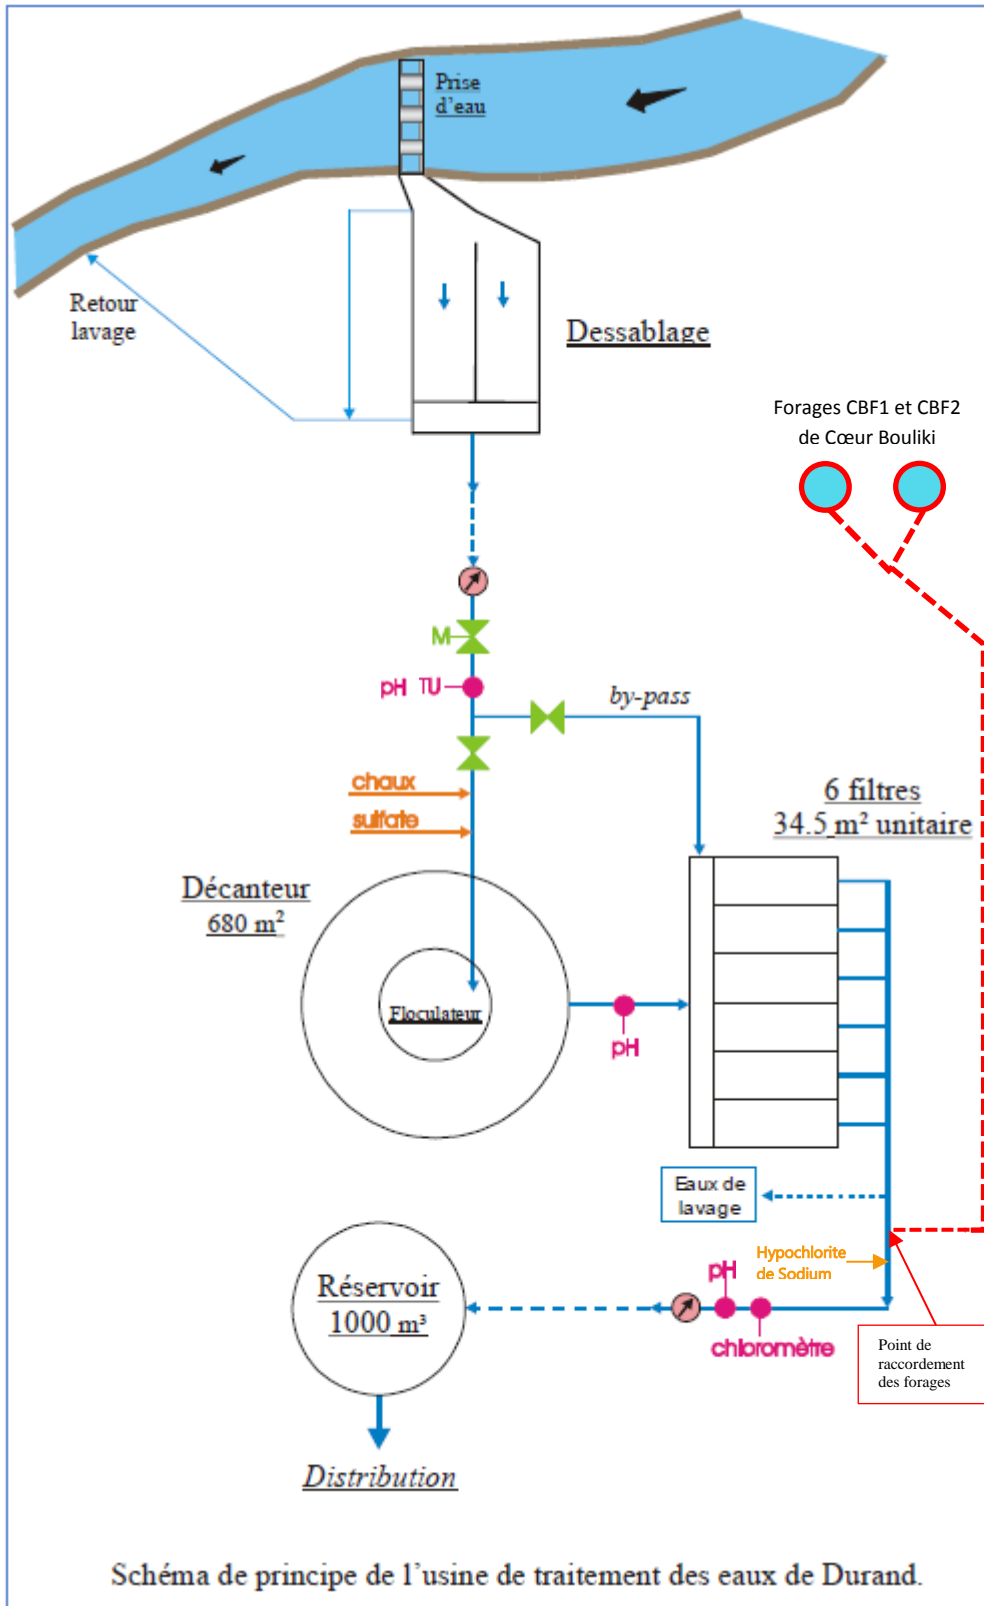 Prise
d'eau
Retour
lavage
Dessablage
Forages CBF1 et CBF2
de Cœur Bouliki
M
pH TU
by-pass
chaux
sulfate
6 filtres
34.5 m² unitaire
Décanteur
680 m²
Floculateur
pH
Eaux de
lavage
Hypochlorite
de Sodium
pH
chloromètre
Réservoir
1000 m³
Point de
raccordement
des forages
Distribution
Schéma de principe de l'usine de traitement des eaux de Durand.